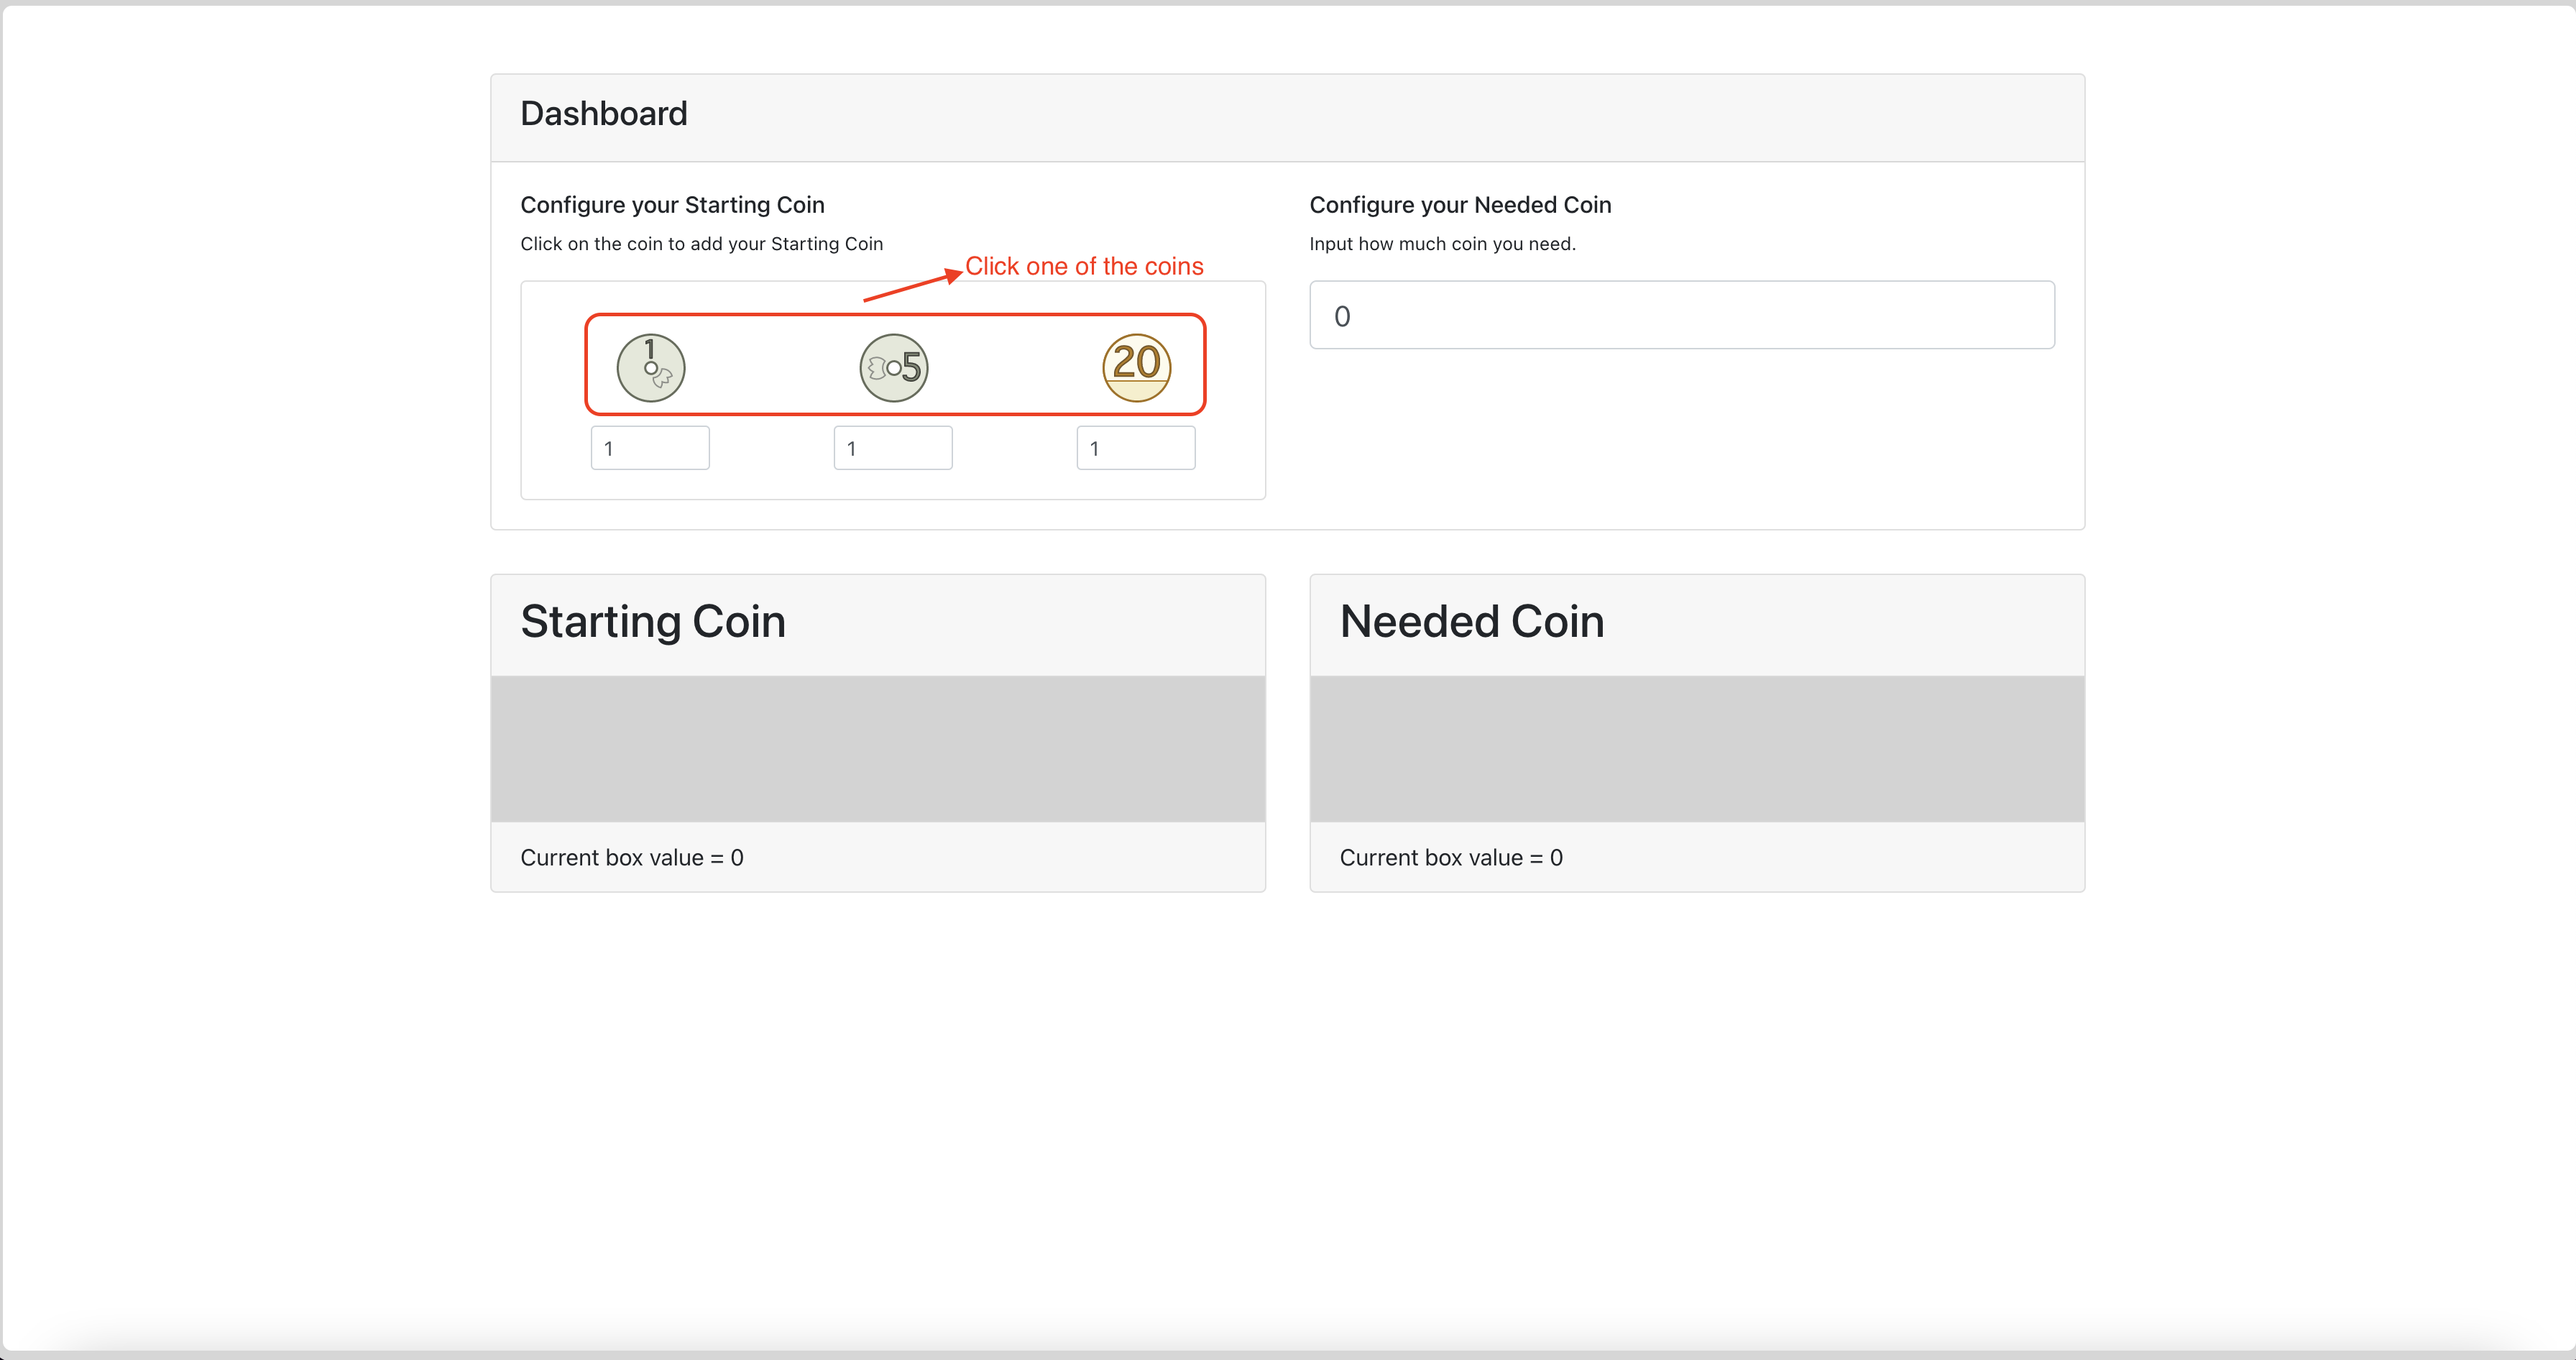 Dashboard
Configure your Starting Coin
Click on the coin to add your Starting Coin
Click one of the coins
1
5
20
1
1
1
Configure your Needed Coin
Input how much coin you need.
0
Starting Coin
Current box value = 0
Needed Coin
Current box value = 0